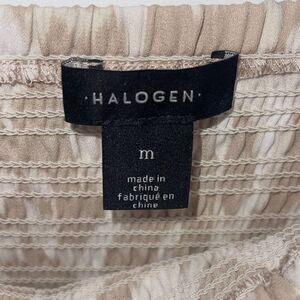 ·HALOGEN·
m
made in
china
fabriqué en
chine